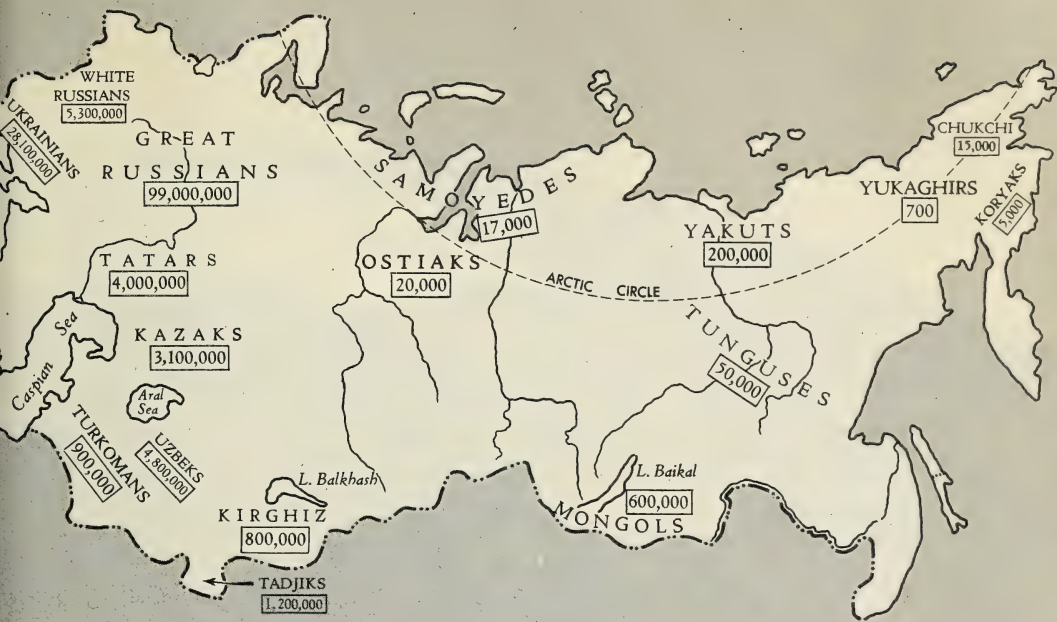 WHITE
RUSSIANS
5,300,000
UKRAINIANS
28,100,000
GREAT
RUSSIANS
99,000,000
TATARS
4,000,000
Caspian Sea
KAZAKS
3,100,000
Aral
Sea
TURKOMANS
900,000
UZBEKS
4,800,000
L. Balkhash
KIRGHIZ
800,000
TADJIKS
1,200,000
SAMOYEDES
17,000
OSTIAKS
20,000
ARCTIC CIRCLE
YAKUTS
200,000
TUNGUSES
50,000
L. Baikal
600,000
MONGOLS
CHUKCHI
15,000
YUKAGHIRS
700
KORYAKS
5,000